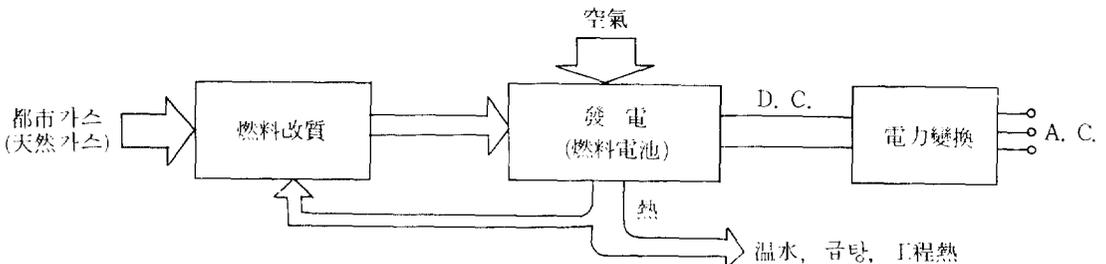 空氣
都市가스
(天然가스)
燃料改質
發 電
(燃料電池)
D. C.
電力變換
A. C.
熱
温水, 급탕, 工程熱